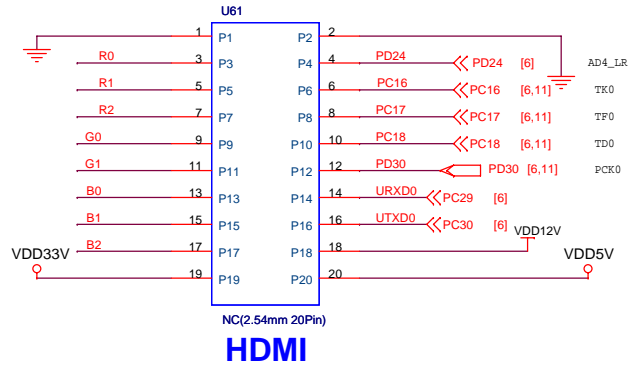 U61
1 P1 P2 2
R0 3 P3 P4 4 PD24 PD24 [6] AD4_LR
R1 5 P5 P6 6 PC16 PC16 [6,11] TK0
R2 7 P7 P8 8 PC17 PC17 [6,11] TF0
G0 9 P9 P10 10 PC18 PC18 [6,11] TD0
G1 11 P11 P12 12 PD30 PD30 [6,11] PCK0
B0 13 P13 P14 14 URXD0 PC29 [6]
B1 15 P15 P16 16 UTXD0 PC30 [6]
B2 17 P17 P18 18 VDD12V
VDD33V 19 P19 P20 20 VDD5V
NC(2.54mm 20Pin)
HDMI